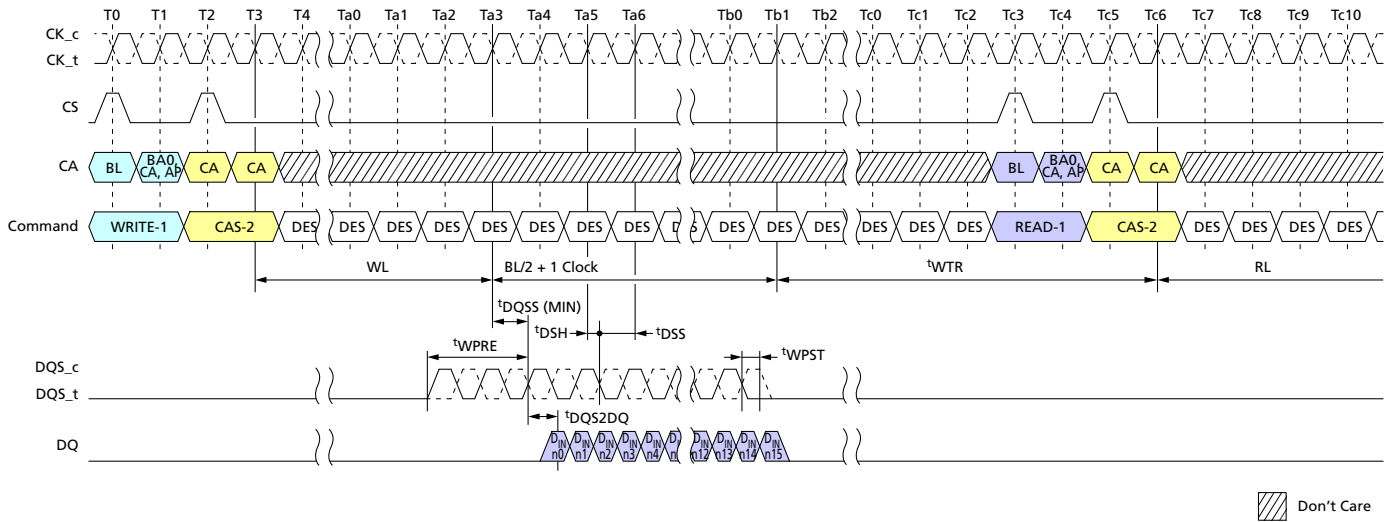 T0 T1 T2 T3 T4 Ta0 Ta1 Ta2 Ta3 Ta4 Ta5 Ta6 Tb0 Tb1 Tb2 Tc0 Tc1 Tc2 Tc3 Tc4 Tc5 Tc6 Tc7 Tc8 Tc9 Tc10
CK_c
CK_t
CS
CA BL BA0, CA, AP CA CA BL BA0, CA, AP CA CA
Command WRITE-1 CAS-2 DES DES DES DES DES DES DES DES DES DES DES DES DES DES DES READ-1 CAS-2 DES DES DES DES
WL BL/2 + 1 Clock tWTR RL
tDQSS (MIN)
tDSH tDSS
tWPRE tWPST
DQS_c
DQS_t
tDQS2DQ
DQ DIN n0 DIN n1 DIN n2 DIN n3 DIN n4 DIN n12 DIN n13 DIN n14 DIN n15
Don't Care